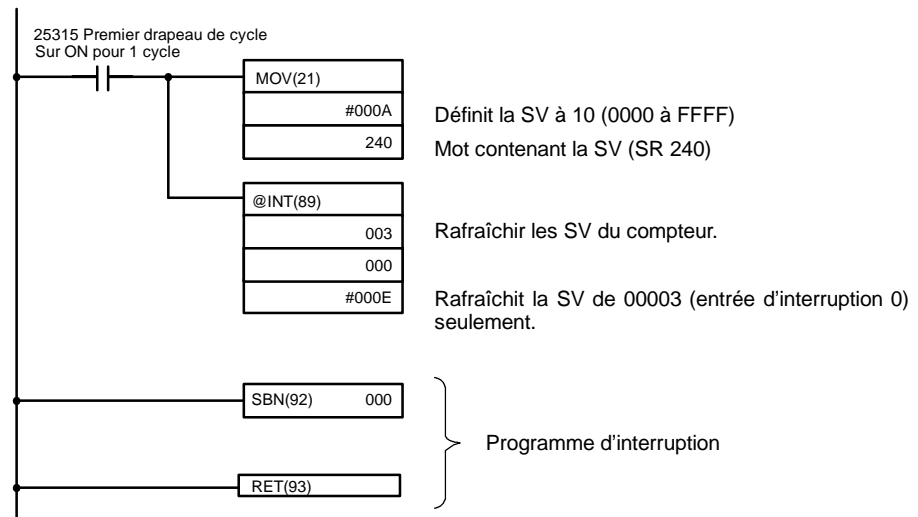 25315 Premier drapeau de cycle
Sur ON pour 1 cycle
MOV(21)
#000A
Définit la SV à 10 (0000 à FFFF)
240
Mot contenant la SV (SR 240)
@INT(89)
003
Rafraîchir les SV du compteur.
000
#000E
Rafraîchit la SV de 00003 (entrée d'interruption 0)
seulement.
SBN(92) 000
Programme d'interruption
RET(93)